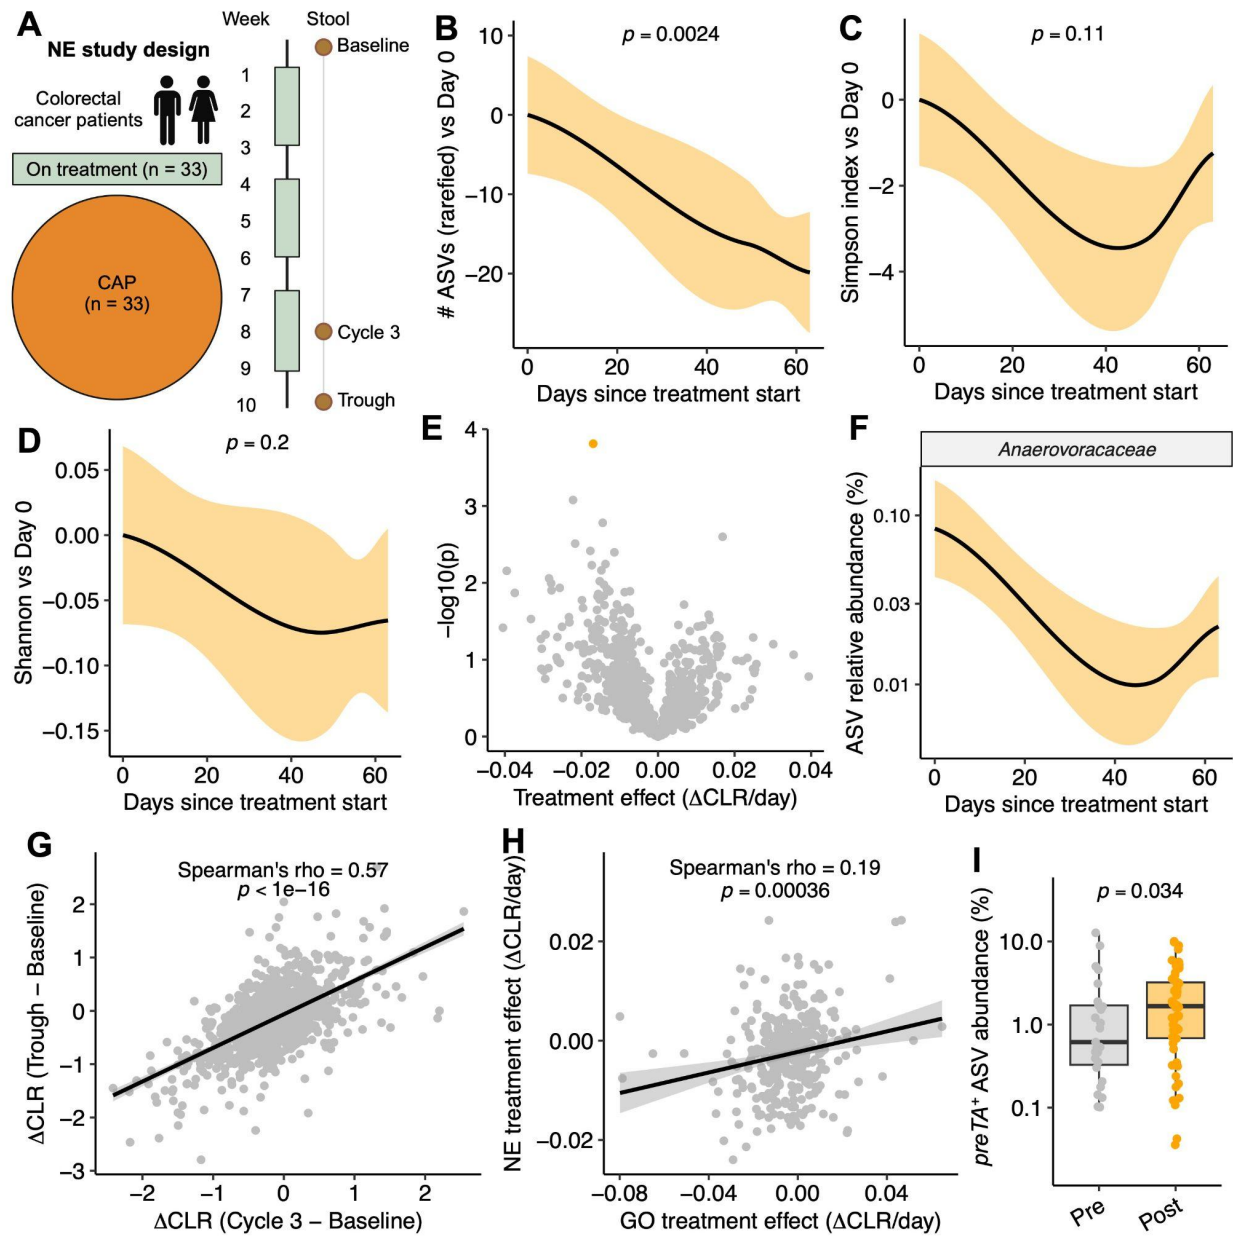 A
NE study design
Colorectal
cancer patients
On treatment (n = 33)
CAP
(n = 33)
Week
Stool
1
2
3
4
5
6
7
8
9
10
Baseline
Cycle 3
Trough
B
p = 0.0024
# ASVs (rarefied) vs Day 0
10
0
−10
−20
0 20 40 60
Days since treatment start
C
p = 0.11
Simpson index vs Day 0
0
−2
−4
0 20 40 60
Days since treatment start
D
p = 0.2
Shannon vs Day 0
0.05
0.00
−0.05
−0.10
−0.15
0 20 40 60
Days since treatment start
E
−log10(p)
4
3
2
1
0
−0.04 −0.02 0.00 0.02 0.04
Treatment effect (ΔCLR/day)
F
Anaerovoracaceae
ASV relative abundance (%)
0.10
0.03
0.01
0 20 40 60
Days since treatment start
G
Spearman's rho = 0.57
p < 1e−16
ΔCLR (Trough − Baseline)
2
1
0
−1
−2
−3
−2 −1 0 1 2
ΔCLR (Cycle 3 − Baseline)
H
Spearman's rho = 0.19
p = 0.00036
NE treatment effect (ΔCLR/day)
0.02
0.00
−0.02
−0.08 −0.04 0.00 0.04
GO treatment effect (ΔCLR/day)
I
p = 0.034
preTA⁺ ASV abundance (%)
10.0
1.0
0.1
Pre
Post